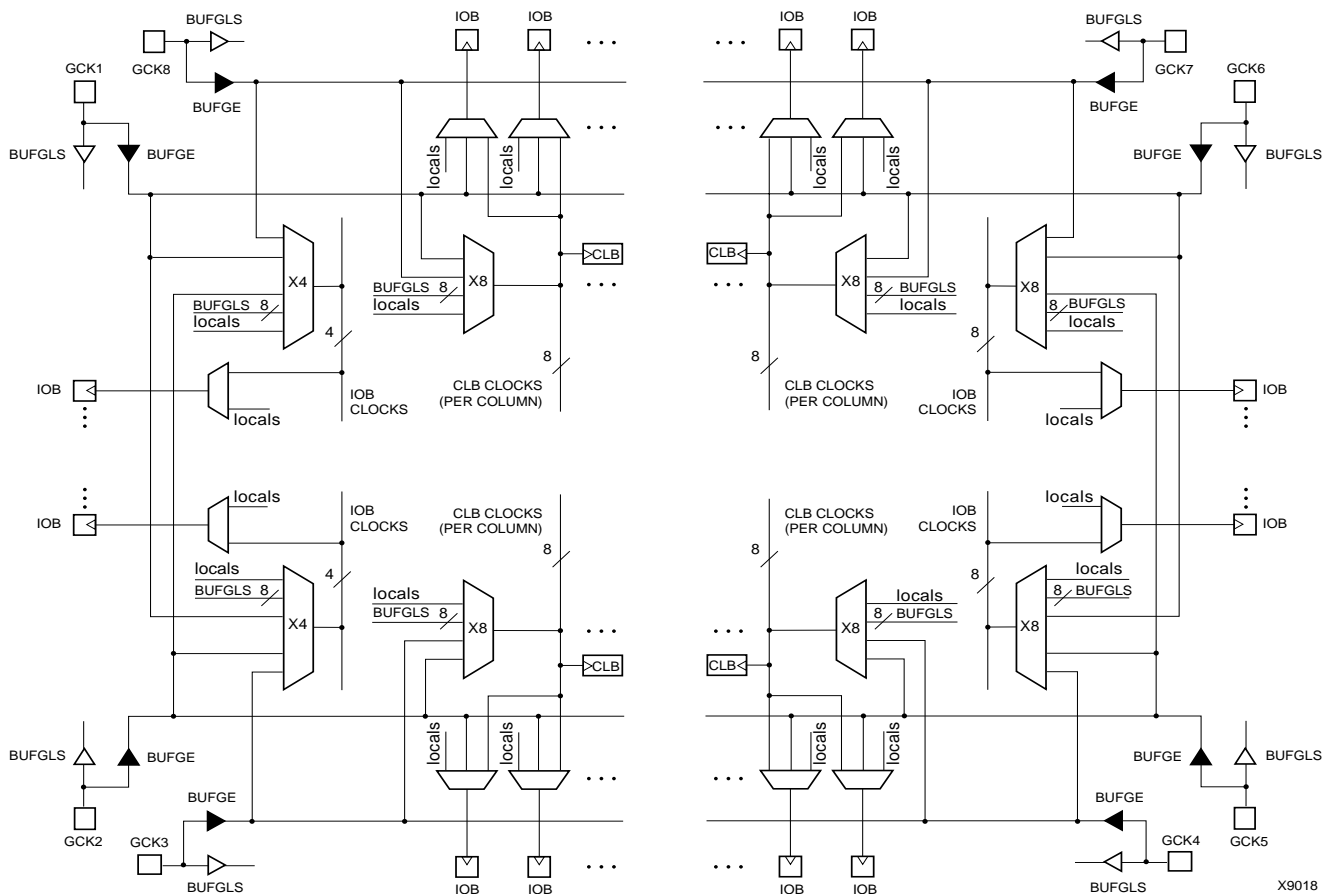 BUFGLS
IOB
IOB
BUFGLS
GCK8
GCK7
GCK1
GCK6
BUFGE
BUFGE
BUFGLS
BUFGE
locals
locals
locals
locals
BUFGE
BUFGLS
X4
BUFGLS 8
locals
X8
BUFGLS 8
locals
CLB
CLB
X8
8 BUFGLS
locals
X8
8 BUFGLS
locals
4
8
8
8
IOB
locals
IOB
CLOCKS
CLB CLOCKS
(PER COLUMN)
CLB CLOCKS
(PER COLUMN)
IOB
CLOCKS
locals
IOB
IOB
locals
IOB
CLOCKS
CLB CLOCKS
(PER COLUMN)
CLB CLOCKS
(PER COLUMN)
IOB
CLOCKS
locals
IOB
4
8
8
8
locals
BUFGLS 8
X4
locals
BUFGLS 8
X8
CLB
CLB
X8
locals
8 BUFGLS
X8
locals
8 BUFGLS
BUFGLS
BUFGE
locals
locals
locals
locals
BUFGE
BUFGLS
GCK2
BUFGE
BUFGE
GCK5
GCK3
GCK4
BUFGLS
IOB
IOB
IOB
IOB
BUFGLS
IOB
IOB
X9018